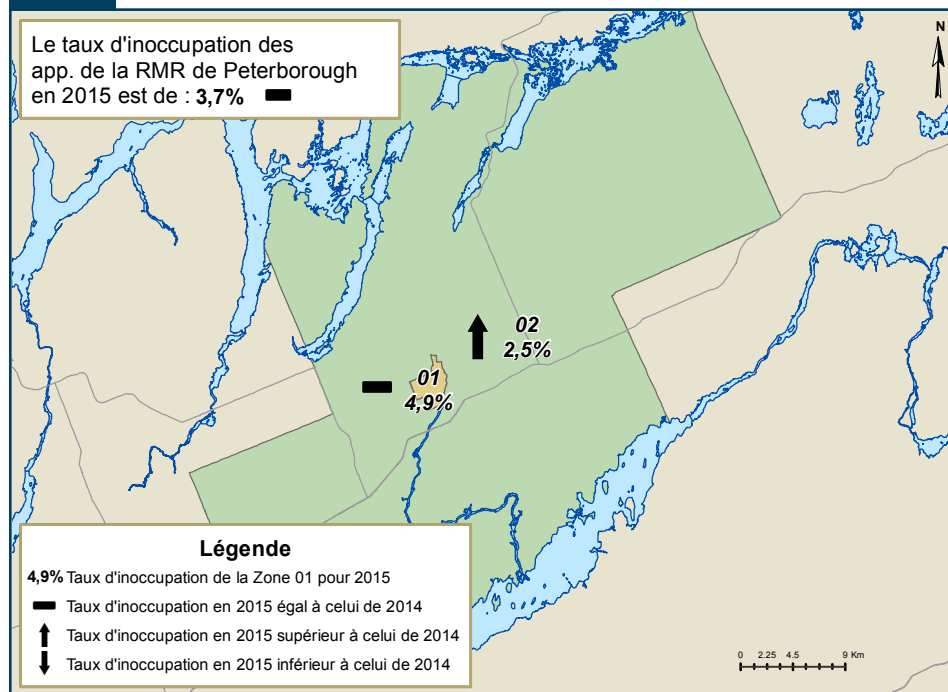 Le taux d'inoccupation des
app. de la RMR de Peterborough
en 2015 est de : 3,7%
N
02
2,5%
01
4,9%
Légende
4,9% Taux d'inoccupation de la Zone 01 pour 2015
Taux d'inoccupation en 2015 égal à celui de 2014
Taux d'inoccupation en 2015 supérieur à celui de 2014
Taux d'inoccupation en 2015 inférieur à celui de 2014
0 2.25 4.5 9 Km